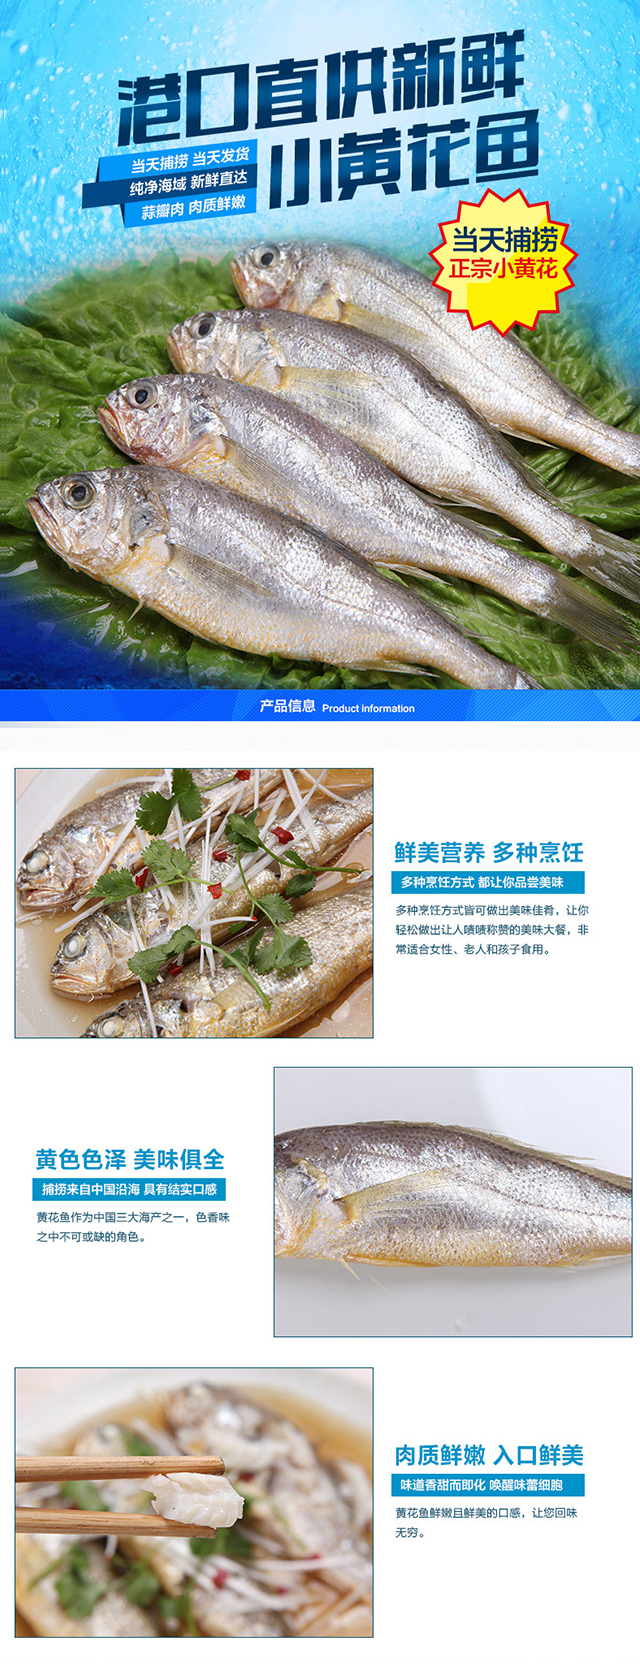 港口直供新鲜
小黄花鱼
当天捕捞 当天发货
纯净海域 新鲜直达
蒜瓣肉 肉质鲜嫩
当天捕捞
正宗小黄花
产品信息 Product information
鲜美营养 多种烹饪
多种烹饪方式 都让你品尝美味
多种烹饪方式皆可做出美味佳肴，让你
轻松做出让人啧啧称赞的美味大餐，非
常适合女性、老人和孩子食用。
黄色色泽 美味俱全
捕捞来自中国沿海 具有结实口感
黄花鱼作为中国三大海产之一，色香味
之中不可或缺的角色。
肉质鲜嫩 入口鲜美
味道香甜而即化 唤醒味蕾细胞
黄花鱼鲜嫩且鲜美的口感，让您回味
无穷。